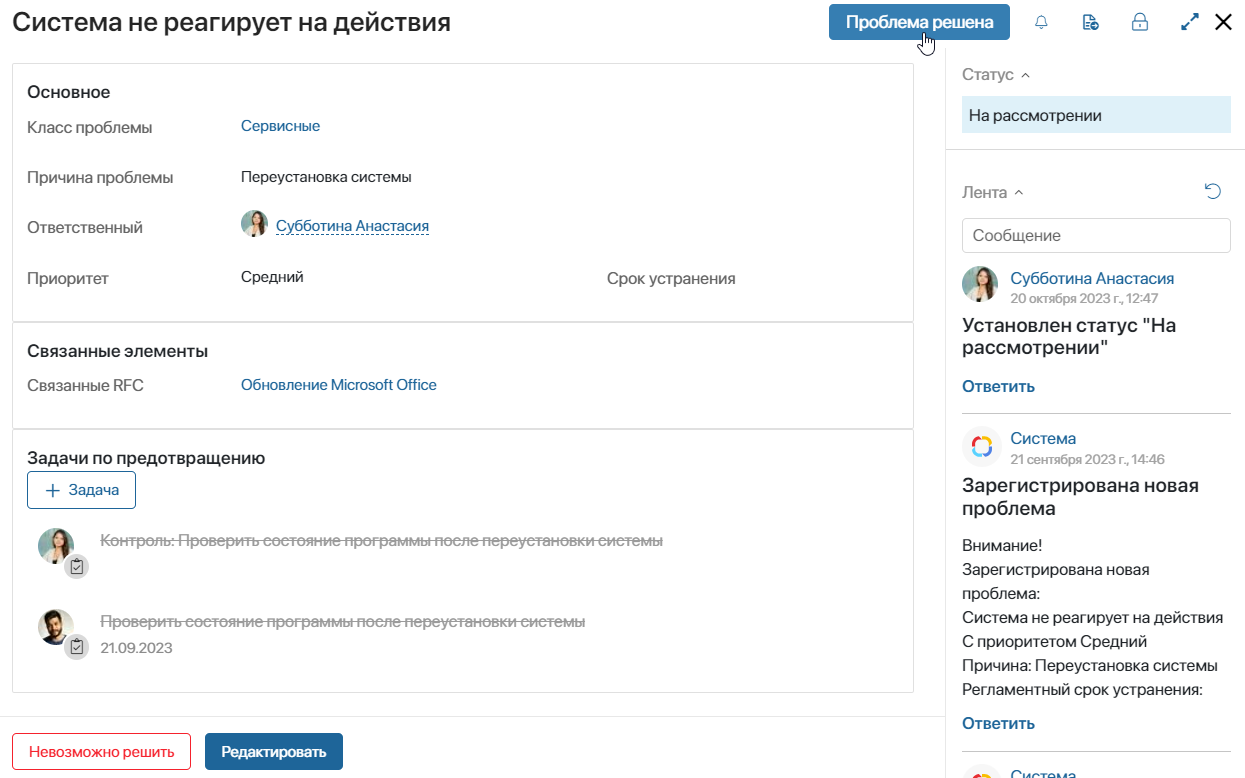 Система не реагирует на действия
Проблема решена
Основное
Класс проблемы
Сервисные
Причина проблемы
Переустановка системы
Ответственный
Субботина Анастасия
Приоритет
Средний
Срок устранения
Связанные элементы
Связанные RFC
Обновление Microsoft Office
Задачи по предотвращению
+ Задача
Контроль: Проверить состояние программы после переустановки системы
Проверить состояние программы после переустановки системы
21.09.2023
Невозможно решить
Редактировать
Статус
На рассмотрении
Лента
Сообщение
Субботина Анастасия
20 октября 2023 г., 12:47
Установлен статус "На
рассмотрении"
Ответить
Система
21 сентября 2023 г., 14:46
Зарегистрирована новая
проблема
Внимание!
Зарегистрирована новая
проблема:
Система не реагирует на действия
С приоритетом Средний
Причина: Переустановка системы
Регламентный срок устранения:
Ответить
Система